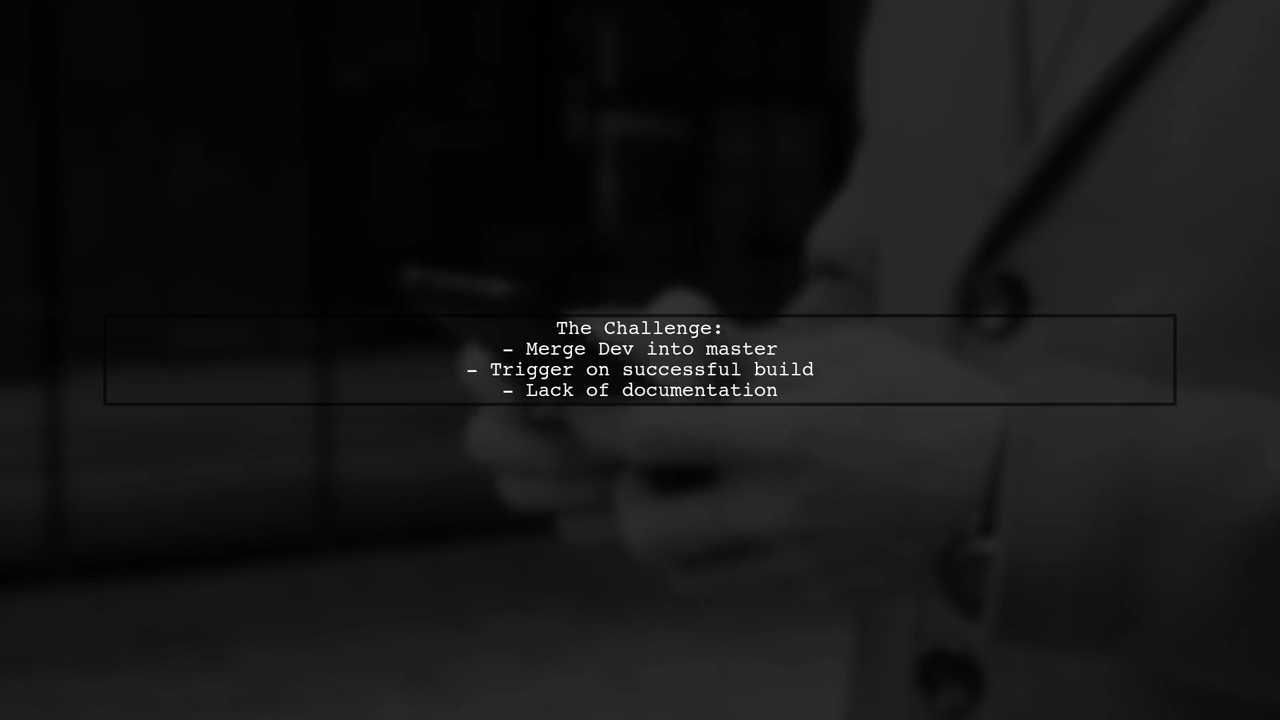 The Challenge:
- Merge Dev into master
- Trigger on successful build
- Lack of documentation